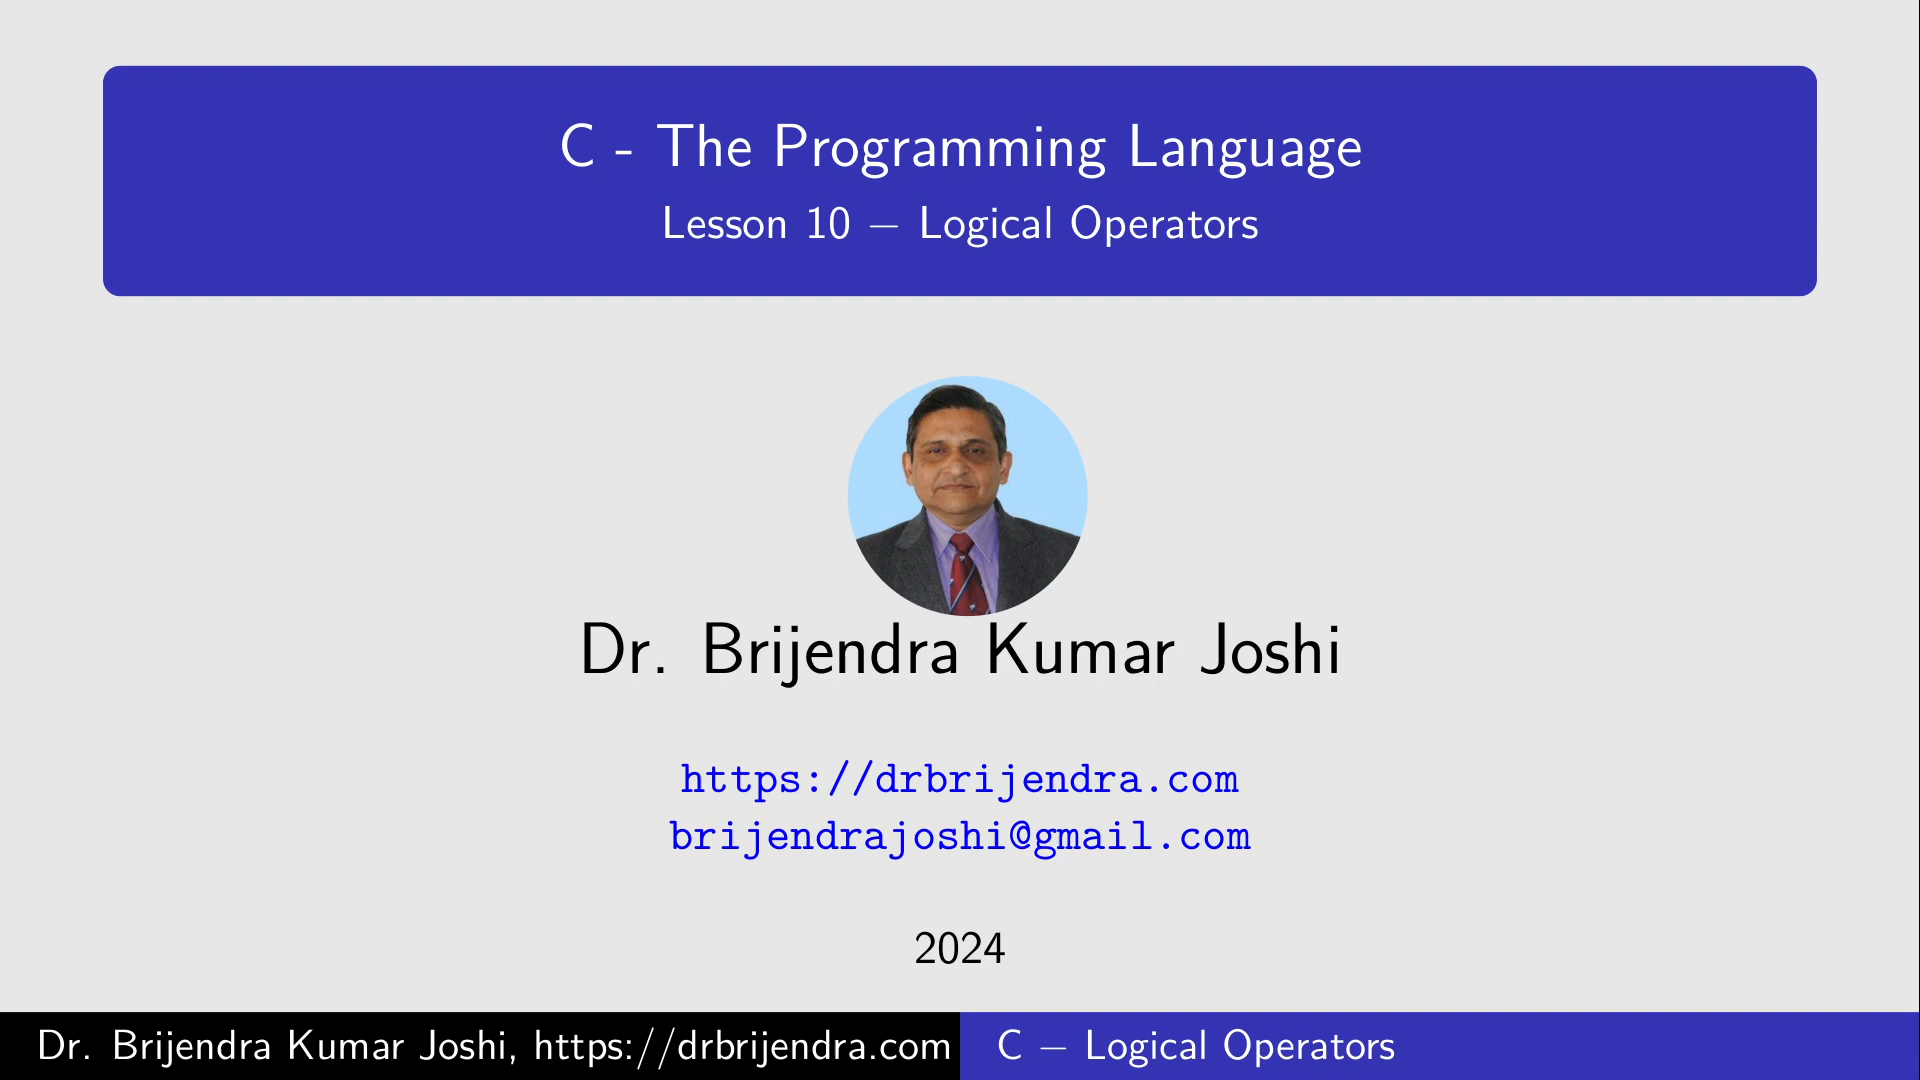 C - The Programming Language
Lesson 10 – Logical Operators
Dr. Brijendra Kumar Joshi
https://drbrijendra.com
brijendrajoshi@gmail.com
2024
Dr. Brijendra Kumar Joshi, https://drbrijendra.com
C – Logical Operators